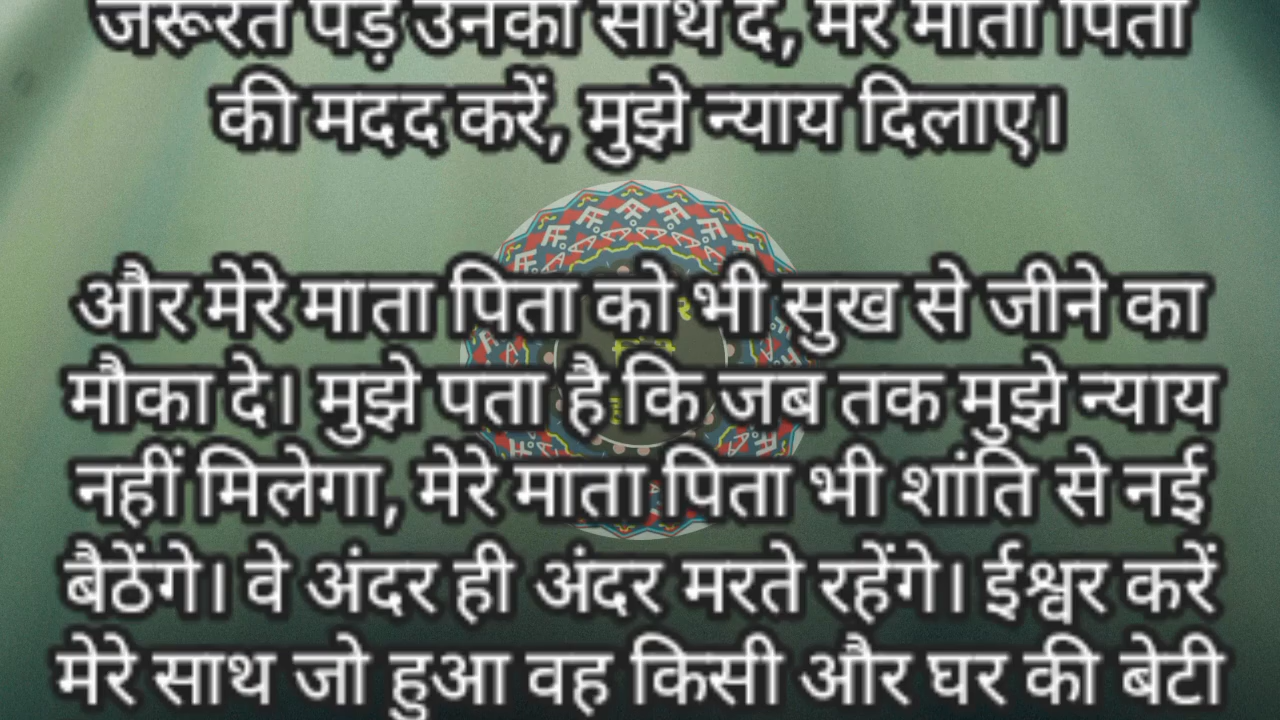 जरूरत पड़े उनका साथ दे, मेरे माता पिता
की मदद करें, मुझे न्याय दिलाए।
और मेरे माता पिता को भी सुख से जीने का
मौका दे। मुझे पता है कि जब तक मुझे न्याय
नहीं मिलेगा, मेरे माता पिता भी शांति से नई
बैठेंगे। वे अंदर ही अंदर मरते रहेंगे। ईश्वर करें
मेरे साथ जो हुआ वह किसी और घर की बेटी